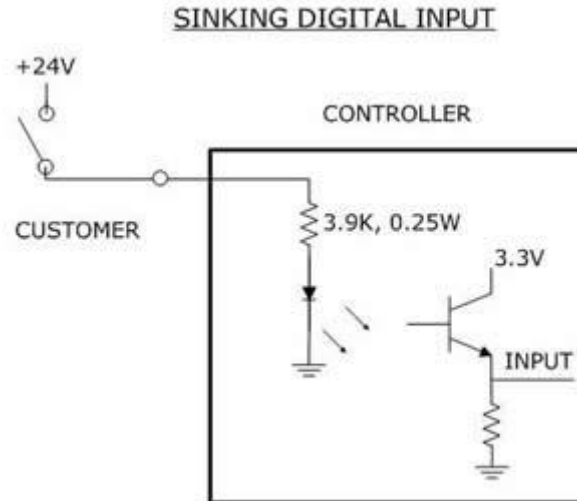 SINKING DIGITAL INPUT
+24V
CONTROLLER
CUSTOMER
3.9K, 0.25W
3.3V
INPUT